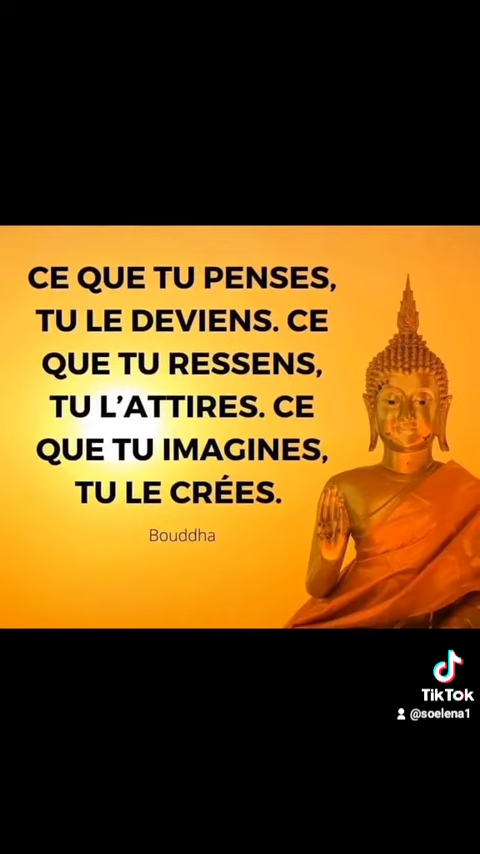 CE QUE TU PENSES,
TU LE DEVIENS. CE
QUE TU RESSENS,
TU L’ATTIRES. CE
QUE TU IMAGINES,
TU LE CRÉES.
Bouddha
TikTok
@soelena1